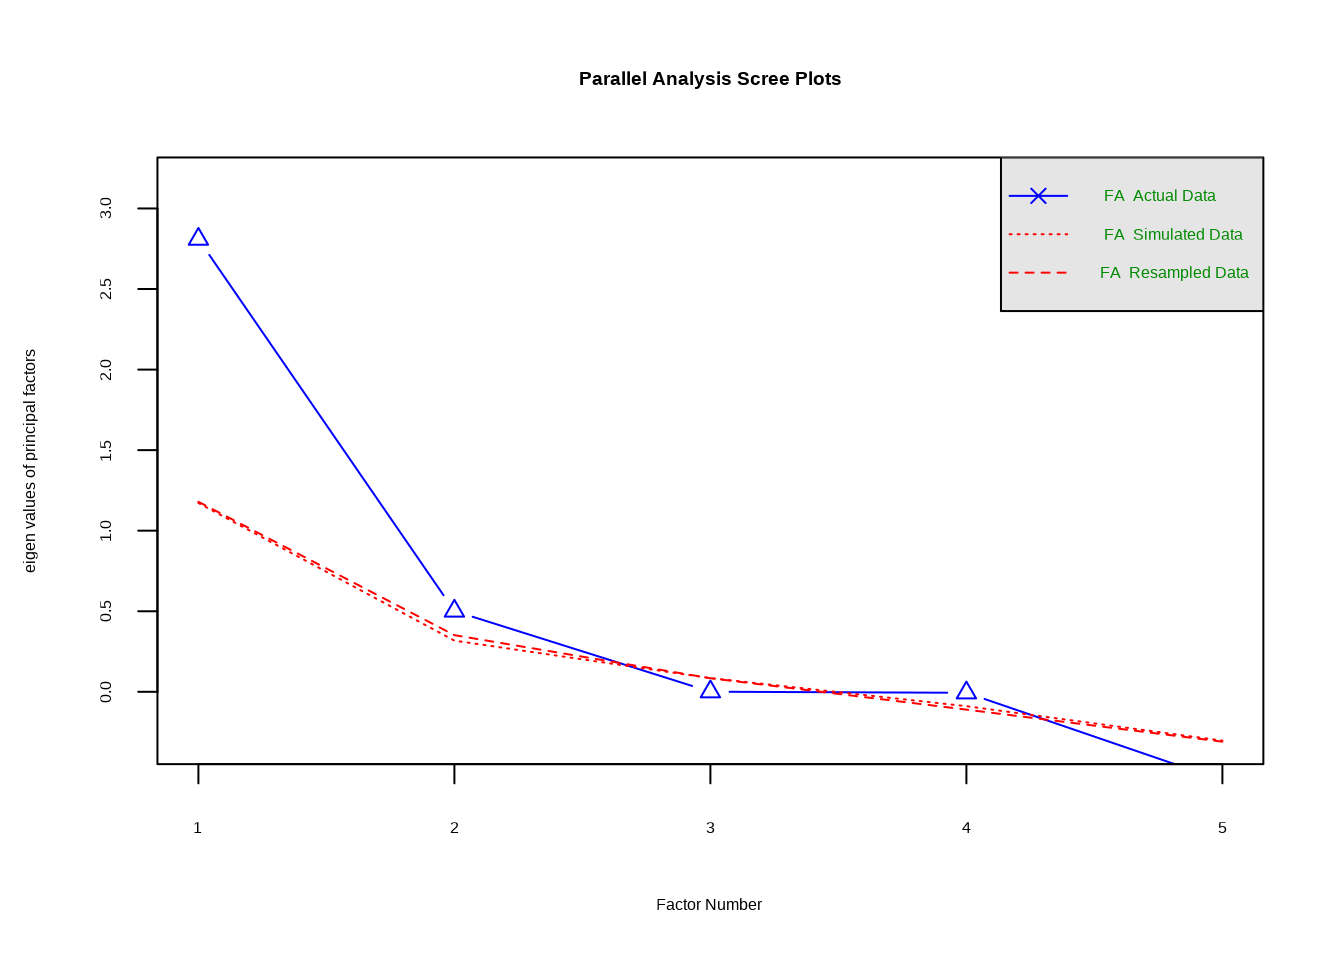 Parallel Analysis Scree Plots
FA  Actual Data
FA  Simulated Data
FA  Resampled Data
eigen values of principal factors
3.0
2.5
2.0
1.5
1.0
0.5
0.0
1 2 3 4 5
Factor Number